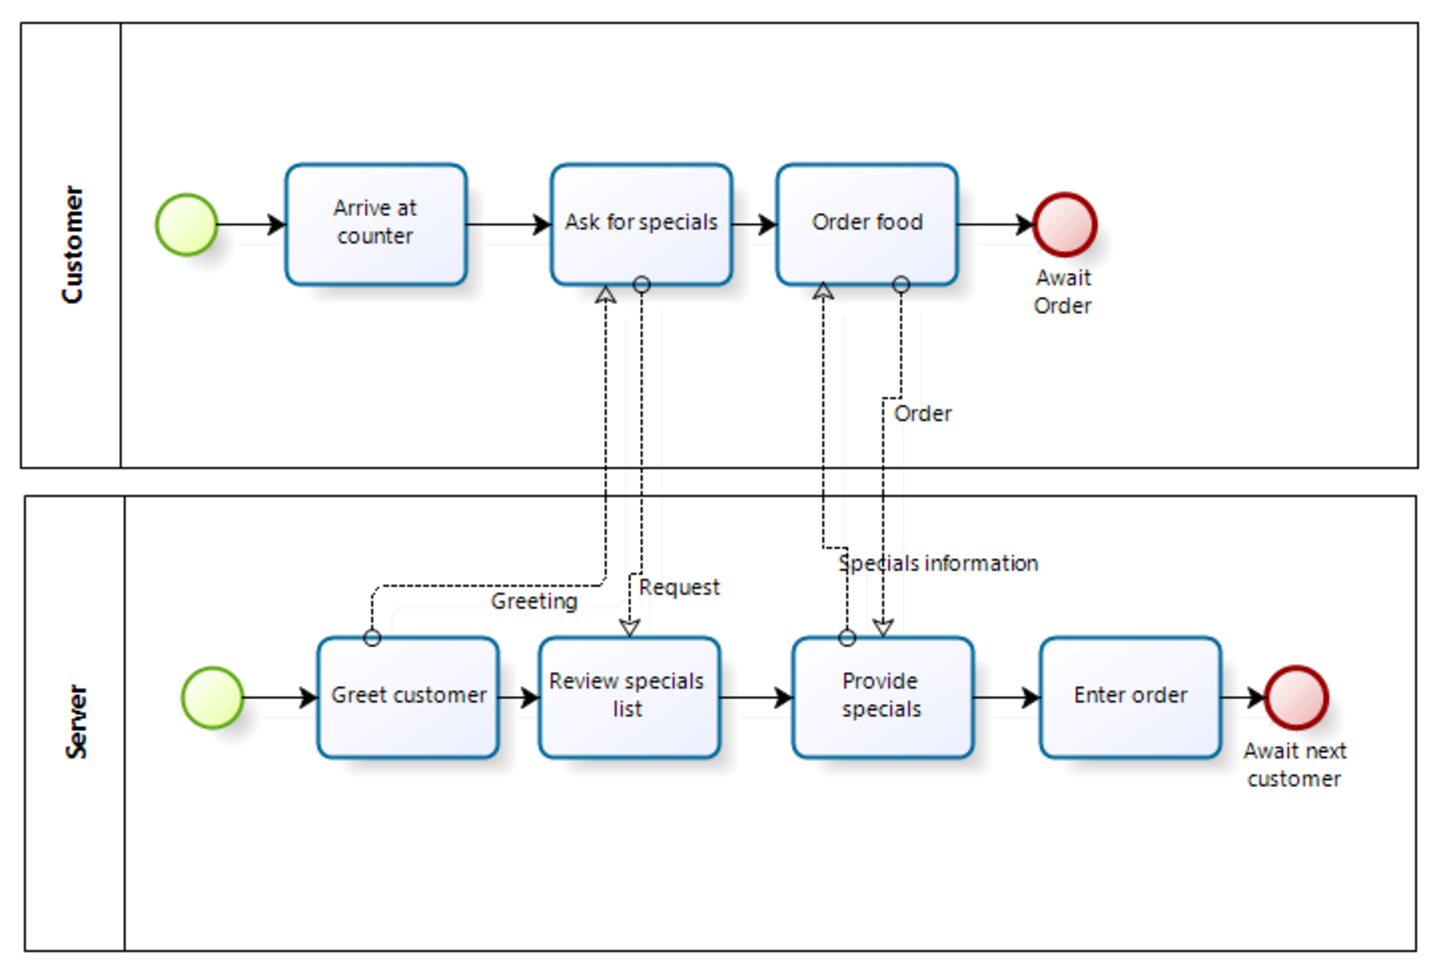 Customer
Arrive at
counter
Ask for specials
Order food
Await
Order
Order
Specials information
Request
Greeting
Server
Greet customer
Review specials
list
Provide
specials
Enter order
Await next
customer